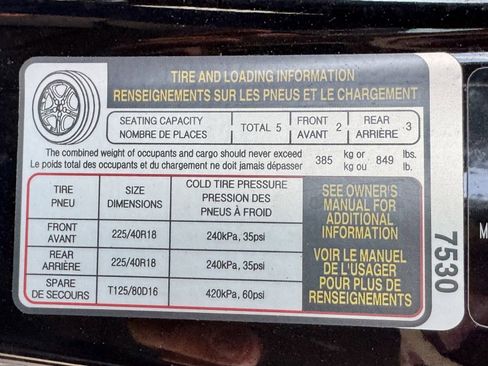 TIRE AND LOADING INFORMATION
RENSEIGNEMENTS SUR LES PNEUS ET LE CHARGEMENT
SEATING CAPACITY
NOMBRE DE PLACES
TOTAL 5
FRONT
AVANT 2
REAR
ARRIÈRE 3
The combined weight of occupants and cargo should never exceed
Le poids total des occupants et du chargement ne doit jamais dépasser
385 kg or
kg ou
849 lbs.
lb.
TIRE
PNEU
SIZE
DIMENSIONS
COLD TIRE PRESSURE
PRESSION DES
PNEUS À FROID
FRONT
AVANT
225/40R18
240kPa, 35psi
REAR
ARRIÈRE
225/40R18
240kPa, 35psi
SPARE
DE SECOURS
T125/80D16
420kPa, 60psi
SEE OWNER'S
MANUAL FOR
ADDITIONAL
INFORMATION
VOIR LE MANUEL
DE L'USAGER
POUR PLUS DE
RENSEIGNEMENTS
7530
M